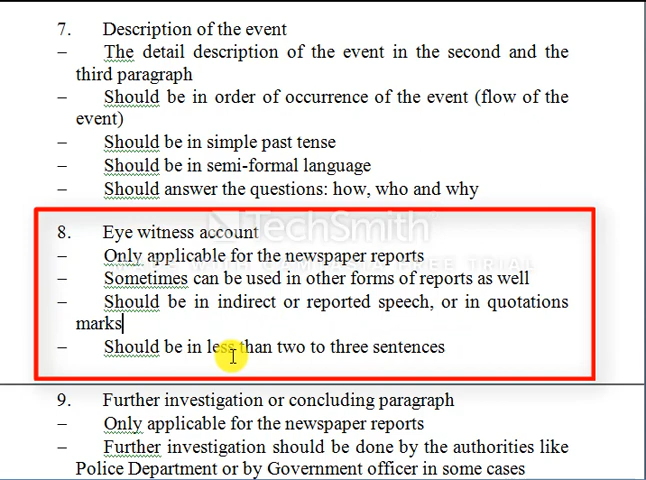 7. Description of the event
– The detail description of the event in the second and the
third paragraph
– Should be in order of occurrence of the event (flow of the
event)
– Should be in simple past tense
– Should be in semi-formal language
– Should answer the questions: how, who and why
TechSmith
8. Eye witness account
– Only applicable for the newspaper reports
MADE WITH CAMTASIA FREE TRIAL
– Sometimes can be used in other forms of reports as well
– Should be in indirect or reported speech, or in quotations
marks
– Should be in less than two to three sentences
9. Further investigation or concluding paragraph
– Only applicable for the newspaper reports
– Further investigation should be done by the authorities like
Police Department or by Government officer in some cases